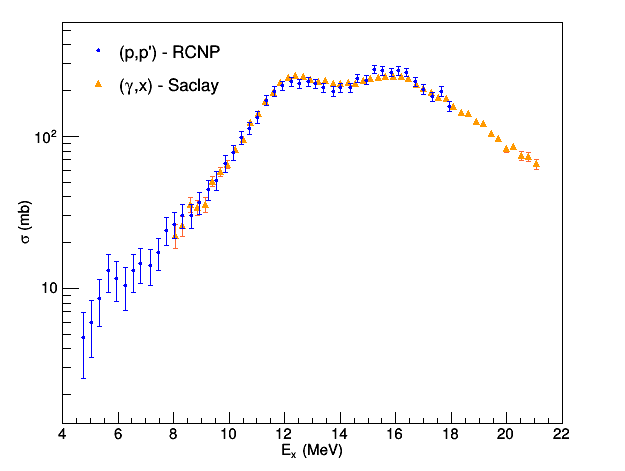 (p,p') - RCNP
(γ,x) - Saclay
10²
10
σ (mb)
4 6 8 10 12 14 16 18 20 22
Eₓ (MeV)